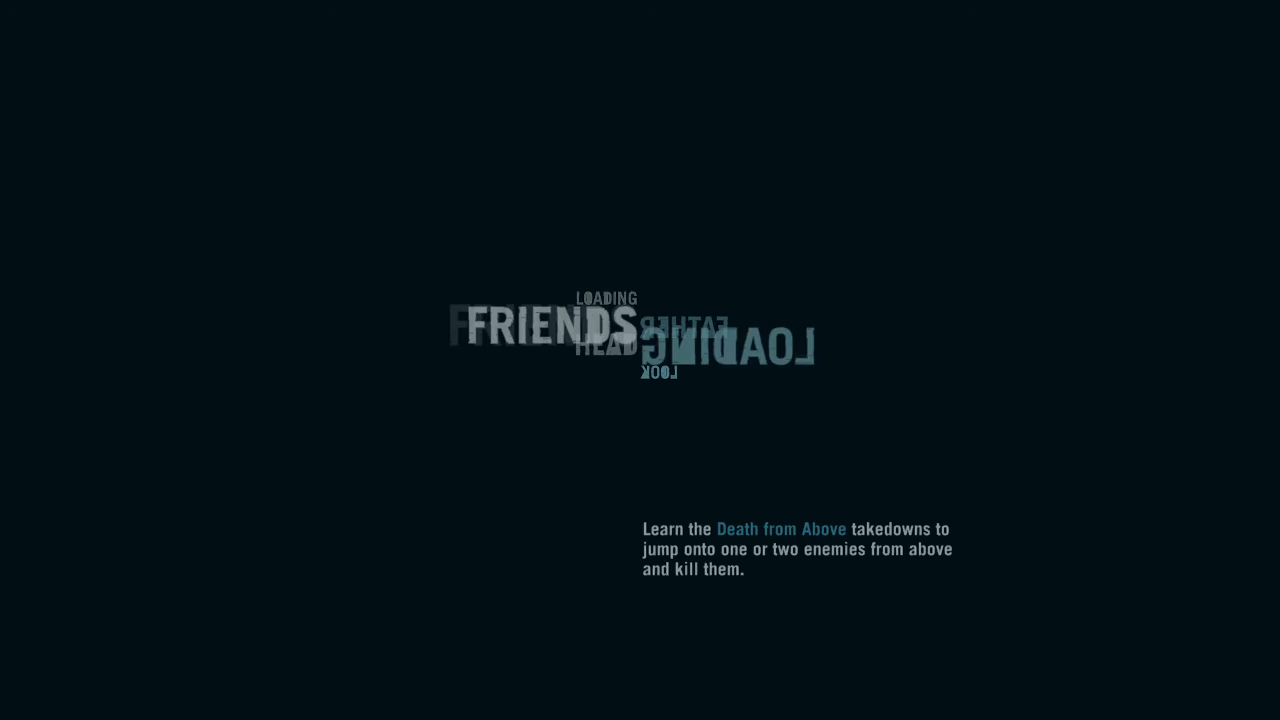 LOADING
FRIENDS
HEAD
FATHER
LOADING
LOOK
Learn the Death from Above takedowns to
jump onto one or two enemies from above
and kill them.